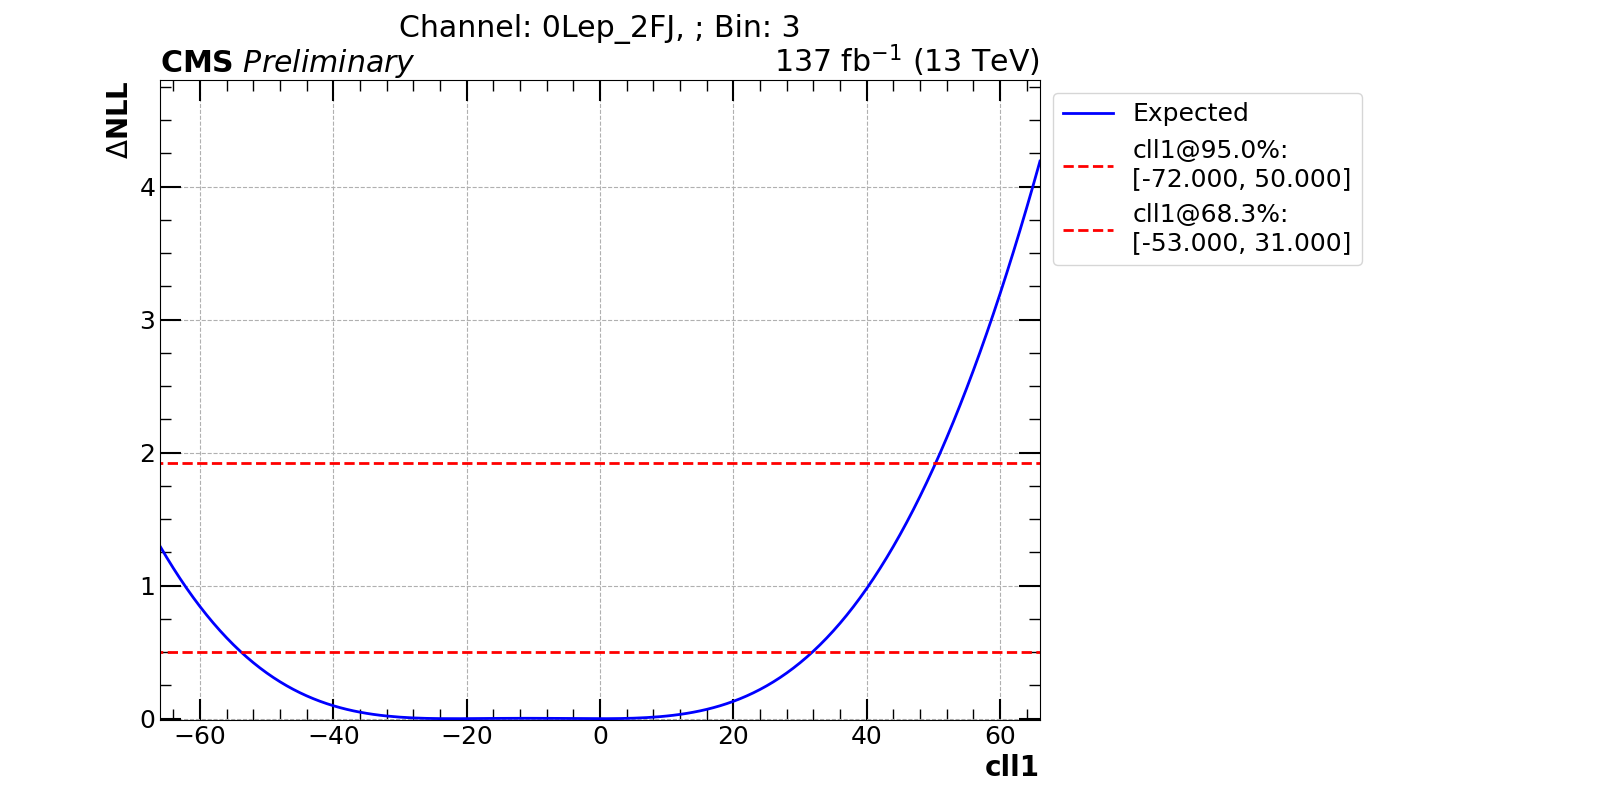 Channel: 0Lep_2FJ, ; Bin: 3
CMS Preliminary
137 fb⁻¹ (13 TeV)
ΔNLL
4
3
2
1
0
−60
−40
−20
0
20
40
60
cll1
Expected
cll1@95.0%:
[-72.000, 50.000]
cll1@68.3%:
[-53.000, 31.000]